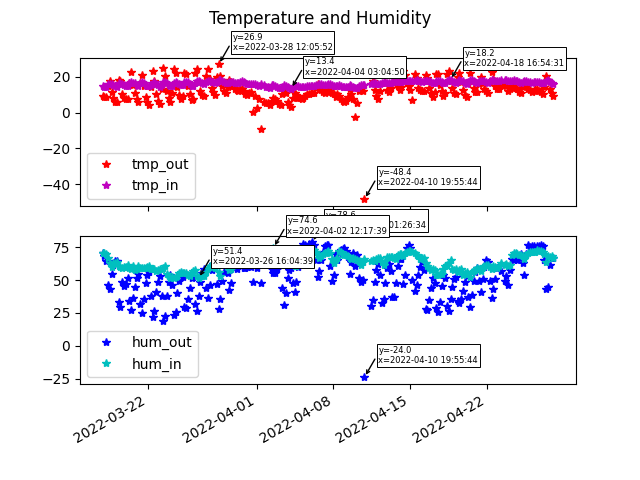 Temperature and Humidity
y=26.9
x=2022-03-28 12:05:52
y=13.4
x=2022-04-04 03:04:50
y=18.2
x=2022-04-18 16:54:31
20
0
−20
−40
tmp_out
tmp_in
y=-48.4
x=2022-04-10 19:55:44
y=78.6
01:26:34
y=74.6
x=2022-04-02 12:17:39
y=51.4
x=2022-03-26 16:04:39
75
50
25
0
−25
hum_out
hum_in
y=-24.0
x=2022-04-10 19:55:44
2022-03-22
2022-04-01
2022-04-08
2022-04-15
2022-04-22